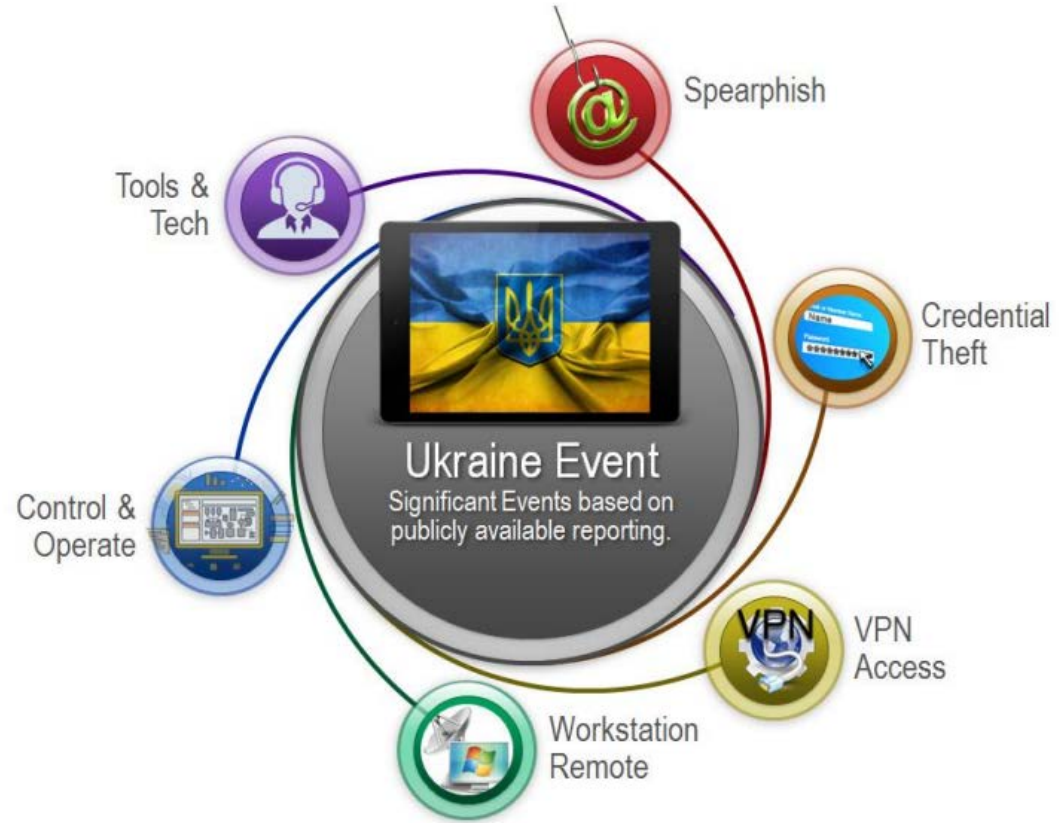 Spearphish
Tools &
Tech
Credential
Theft
Name
Password
Ukraine Event
Significant Events based on
publicly available reporting.
Control &
Operate
VPN
VPN
Access
Workstation
Remote